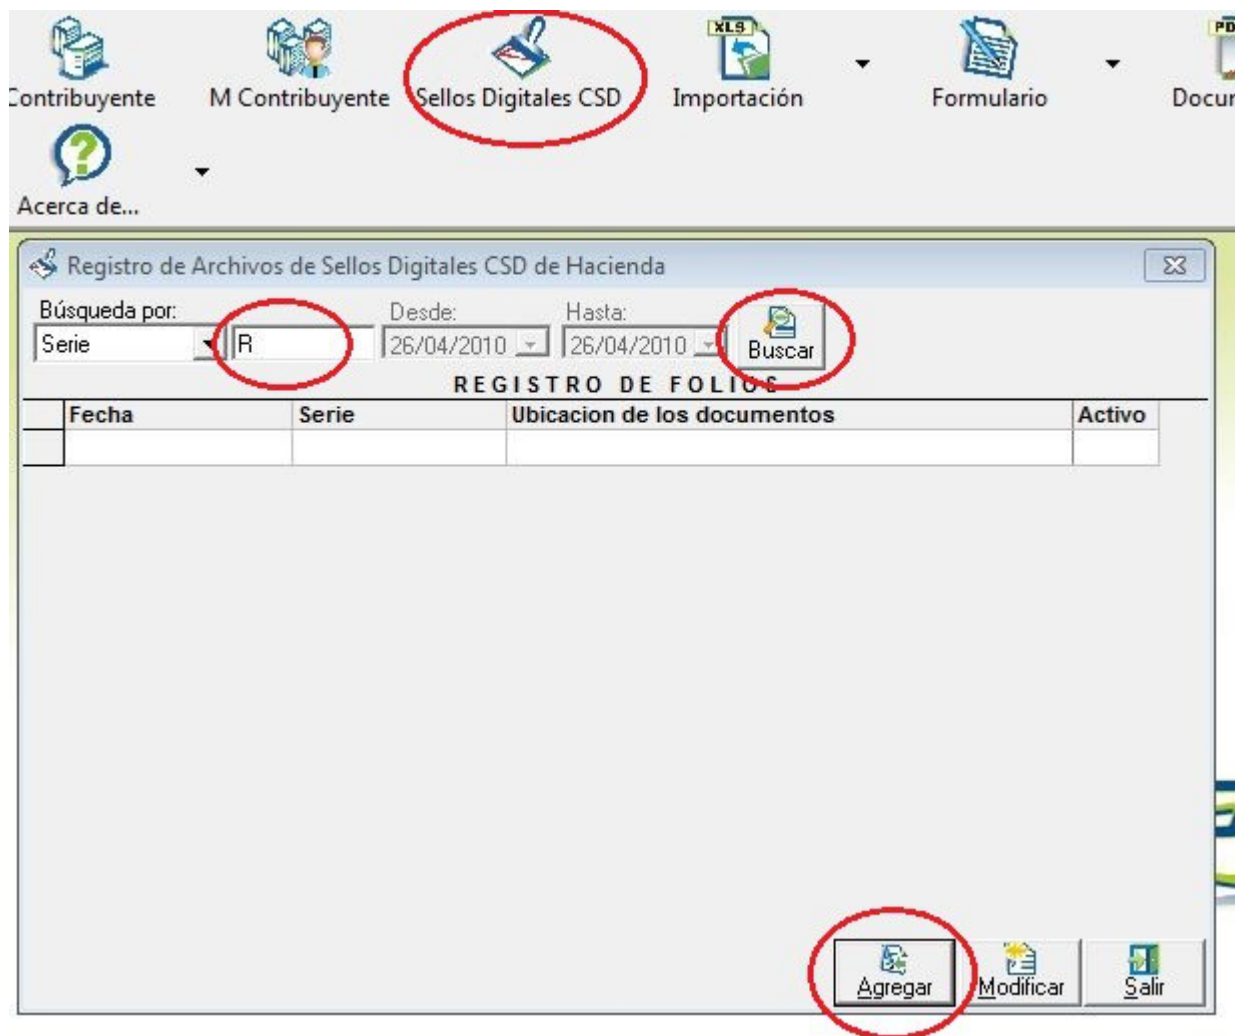 XLS PD
Contribuyente M Contribuyente Sellos Digitales CSD Importación Formulario Docur
Acerca de...
Registro de Archivos de Sellos Digitales CSD de Hacienda
Búsqueda por: Desde: Hasta:
Serie R 26/04/2010 26/04/2010 Buscar
REGISTRO DE FOLIOS
Fecha Serie Ubicacion de los documentos Activo
Agregar Modificar Salir